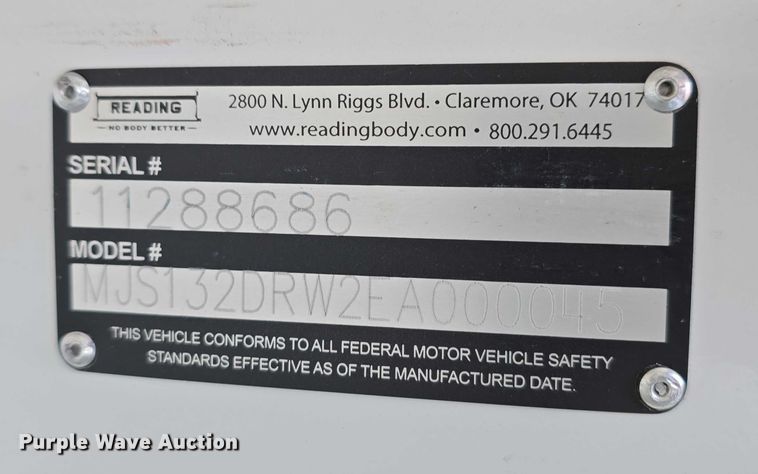 READING
NO BODY BETTER
2800 N. Lynn Riggs Blvd. • Claremore, OK 74017
www.readingbody.com • 800.291.6445
SERIAL #
11288686
MODEL #
MJS132DRW2EA000045
THIS VEHICLE CONFORMS TO ALL FEDERAL MOTOR VEHICLE SAFETY
STANDARDS EFFECTIVE AS OF THE MANUFACTURED DATE.
Purple Wave Auction